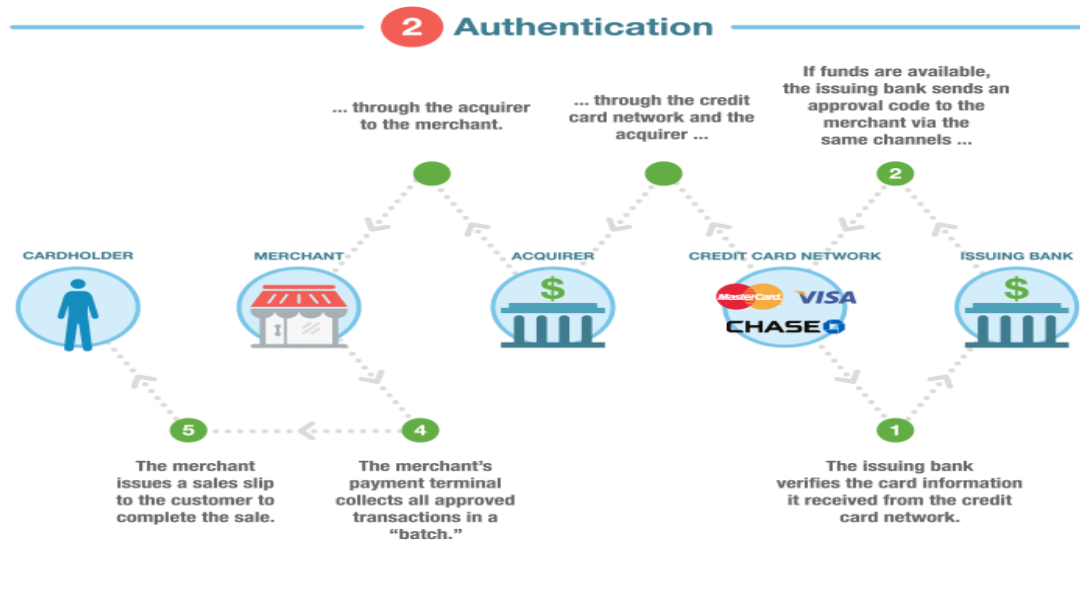 2 Authentication
If funds are available,
the issuing bank sends an
approval code to the
merchant via the
same channels ...
... through the credit
card network and the
acquirer ...
... through the acquirer
to the merchant.
2
CARDHOLDER
MERCHANT
ACQUIRER
CREDIT CARD NETWORK
ISSUING BANK
$
MasterCard
VISA
CHASE
$
5
4
1
The merchant
issues a sales slip
to the customer to
complete the sale.
The merchant’s
payment terminal
collects all approved
transactions in a
“batch.”
The issuing bank
verifies the card information
it received from the credit
card network.